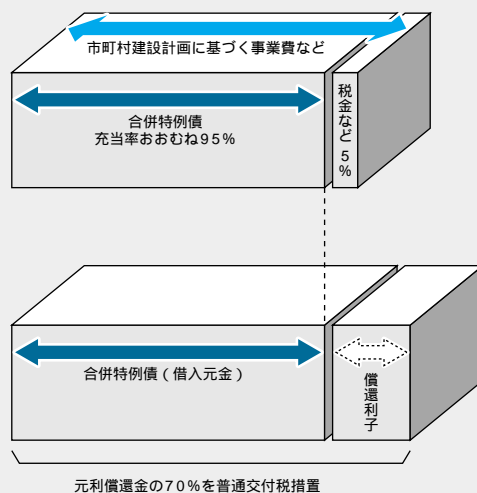 市町村建設計画に基づく事業費など
合併特例債
充当率おおむね95%
税金など 5%
合併特例債(借入元金)
償還利子
元利償還金の70%を普通交付税措置